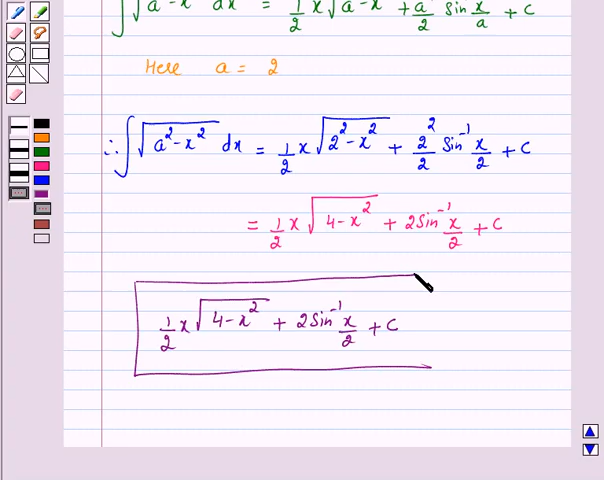 ∫√a²-x² dx = 1/2 x√a²-x² + a²/2 Sin⁻¹ x/a + C
Here a = 2
∴ ∫√a²-x² dx = 1/2 x√2²-x² + 2²/2 Sin⁻¹ x/2 + C
= 1/2 x√4-x² + 2Sin⁻¹ x/2 + C
1/2 x√4-x² + 2Sin⁻¹ x/2 + C